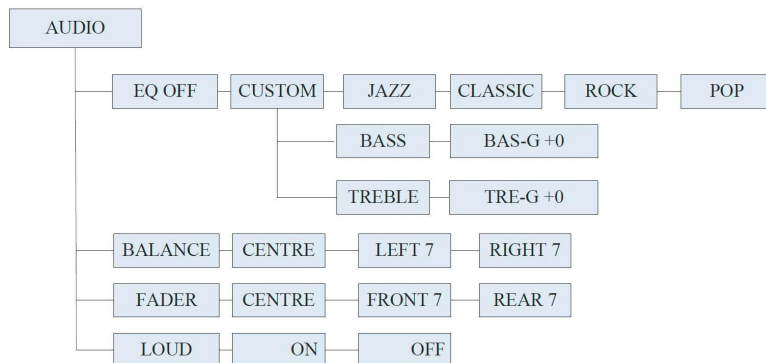 AUDIO
EQ OFF CUSTOM JAZZ CLASSIC ROCK POP
BASS BAS-G +0
TREBLE TRE-G +0
BALANCE CENTRE LEFT 7 RIGHT 7
FADER CENTRE FRONT 7 REAR 7
LOUD ON OFF